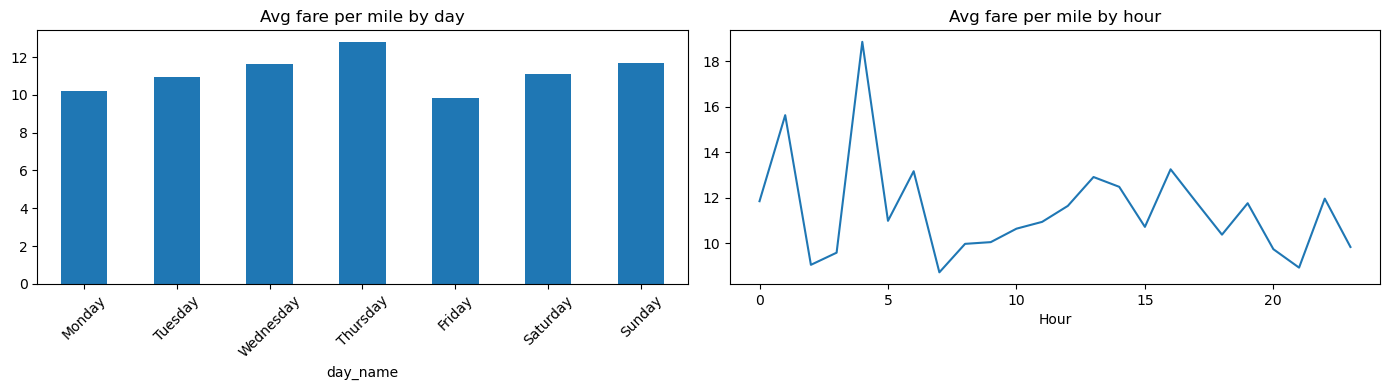 Avg fare per mile by day
12
10
8
6
4
2
0
Monday
Tuesday
Wednesday
Thursday
Friday
Saturday
Sunday
day_name
Avg fare per mile by hour
18
16
14
12
10
0
5
10
15
20
Hour